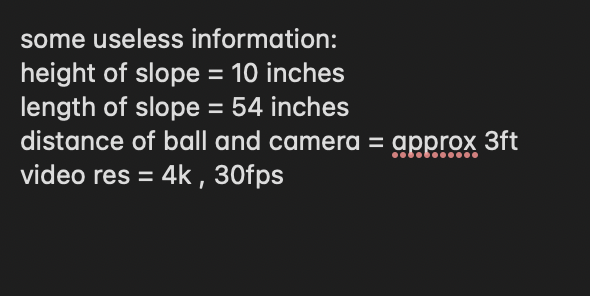 some useless information:
height of slope = 10 inches
length of slope = 54 inches
distance of ball and camera = approx 3ft
video res = 4k , 30fps